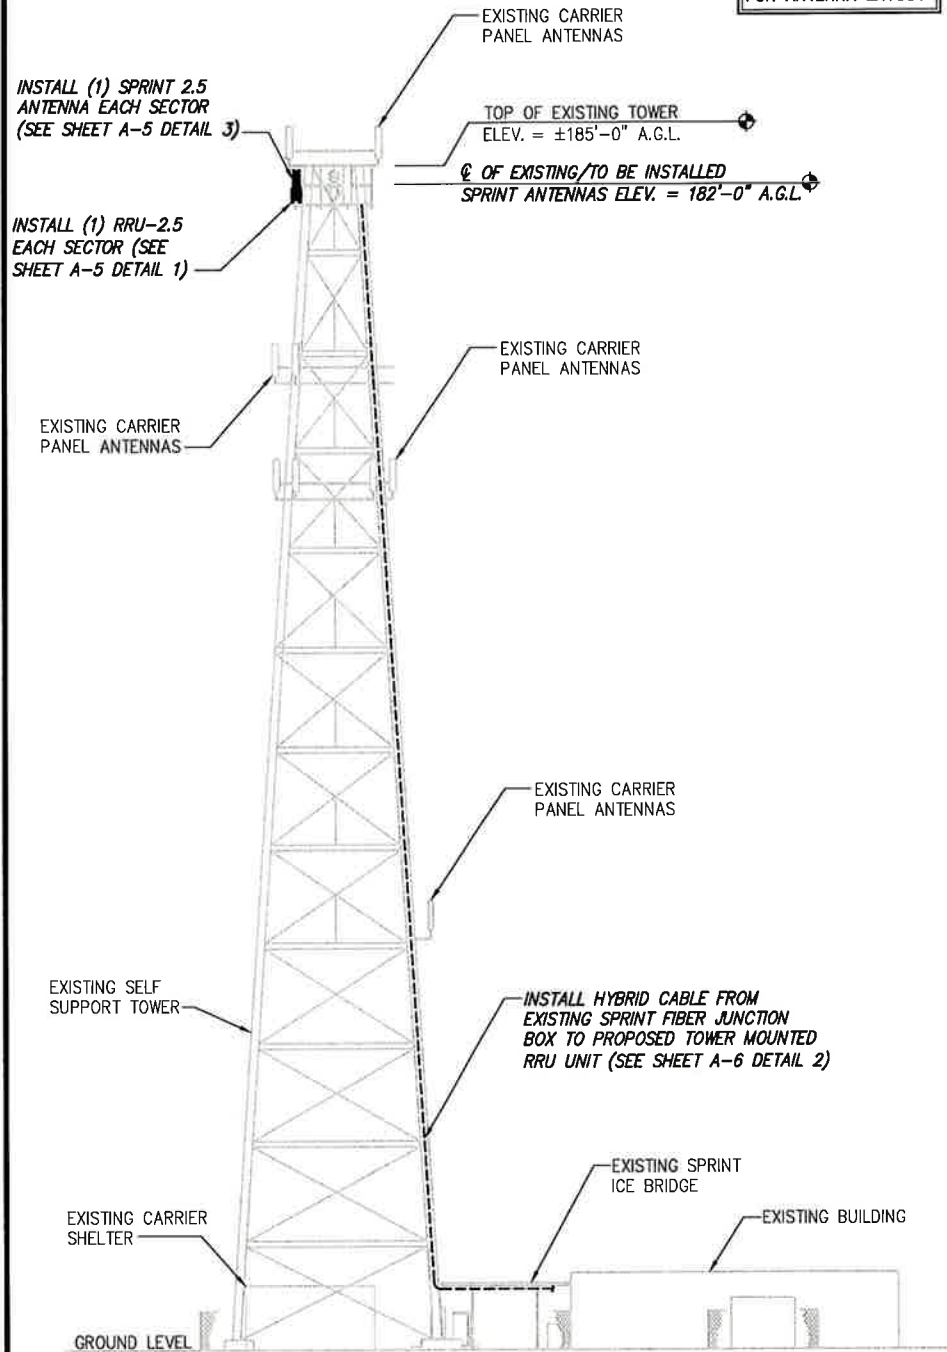 EXISTING CARRIER
PANEL ANTENNAS
INSTALL (1) SPRINT 2.5
ANTENNA EACH SECTOR
(SEE SHEET A-5 DETAIL 3)
TOP OF EXISTING TOWER
ELEV. = ±185'-0" A.G.L.
℄ OF EXISTING/TO BE INSTALLED
SPRINT ANTENNAS ELEV. = 182'-0" A.G.L.
INSTALL (1) RRU-2.5
EACH SECTOR (SEE
SHEET A-5 DETAIL 1)
EXISTING CARRIER
PANEL ANTENNAS
EXISTING CARRIER
PANEL ANTENNAS
EXISTING CARRIER
PANEL ANTENNAS
EXISTING SELF
SUPPORT TOWER
INSTALL HYBRID CABLE FROM
EXISTING SPRINT FIBER JUNCTION
BOX TO PROPOSED TOWER MOUNTED
RRU UNIT (SEE SHEET A-6 DETAIL 2)
EXISTING SPRINT
ICE BRIDGE
EXISTING CARRIER
SHELTER
EXISTING BUILDING
GROUND LEVEL